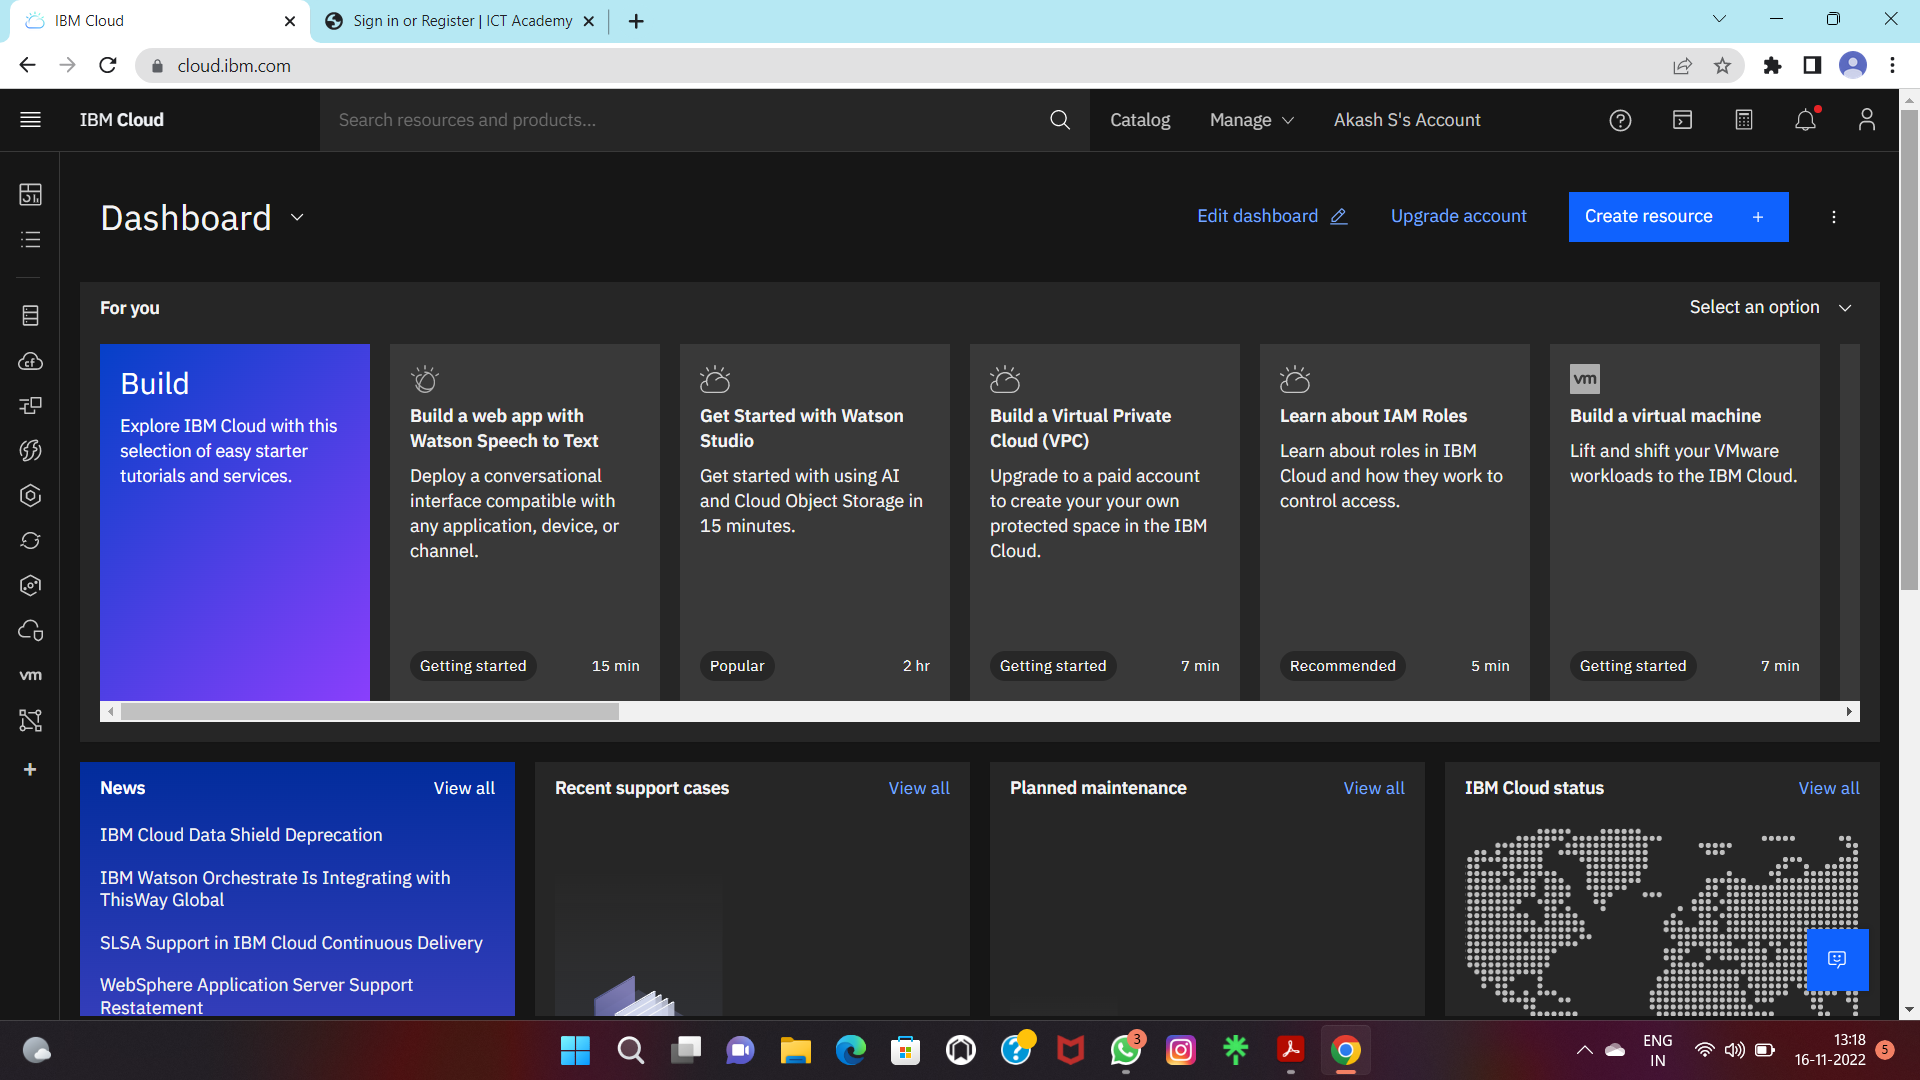 IBM Cloud
Sign in or Register | ICT Academy
cloud.ibm.com
IBM Cloud
Search resources and products...
Catalog
Manage
Akash S's Account
Dashboard
Edit dashboard
Upgrade account
Create resource +
For you
Select an option
Build
Explore IBM Cloud with this
selection of easy starter
tutorials and services.
Build a web app with
Watson Speech to Text
Deploy a conversational
interface compatible with
any application, device, or
channel.
Getting started 15 min
Get Started with Watson
Studio
Get started with using AI
and Cloud Object Storage in
15 minutes.
Popular 2 hr
Build a Virtual Private
Cloud (VPC)
Upgrade to a paid account
to create your your own
protected space in the IBM
Cloud.
Getting started 7 min
Learn about IAM Roles
Learn about roles in IBM
Cloud and how they work to
control access.
Recommended 5 min
vm
Build a virtual machine
Lift and shift your VMware
workloads to the IBM Cloud.
Getting started 7 min
cf
vm
News View all
IBM Cloud Data Shield Deprecation
IBM Watson Orchestrate Is Integrating with
ThisWay Global
SLSA Support in IBM Cloud Continuous Delivery
WebSphere Application Server Support
Restatement
Recent support cases View all
Planned maintenance View all
IBM Cloud status View all
3
ENG
IN
13:18
16-11-2022
5